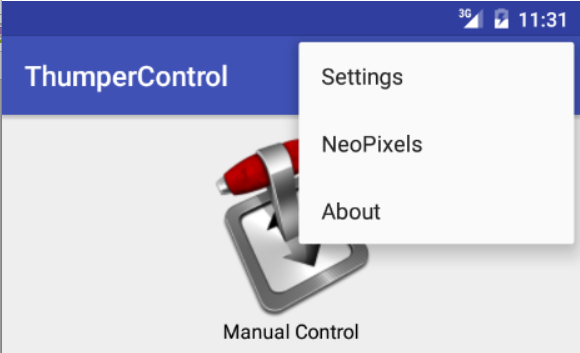 3G 11:31
ThumperControl
Settings
NeoPixels
About
Manual Control